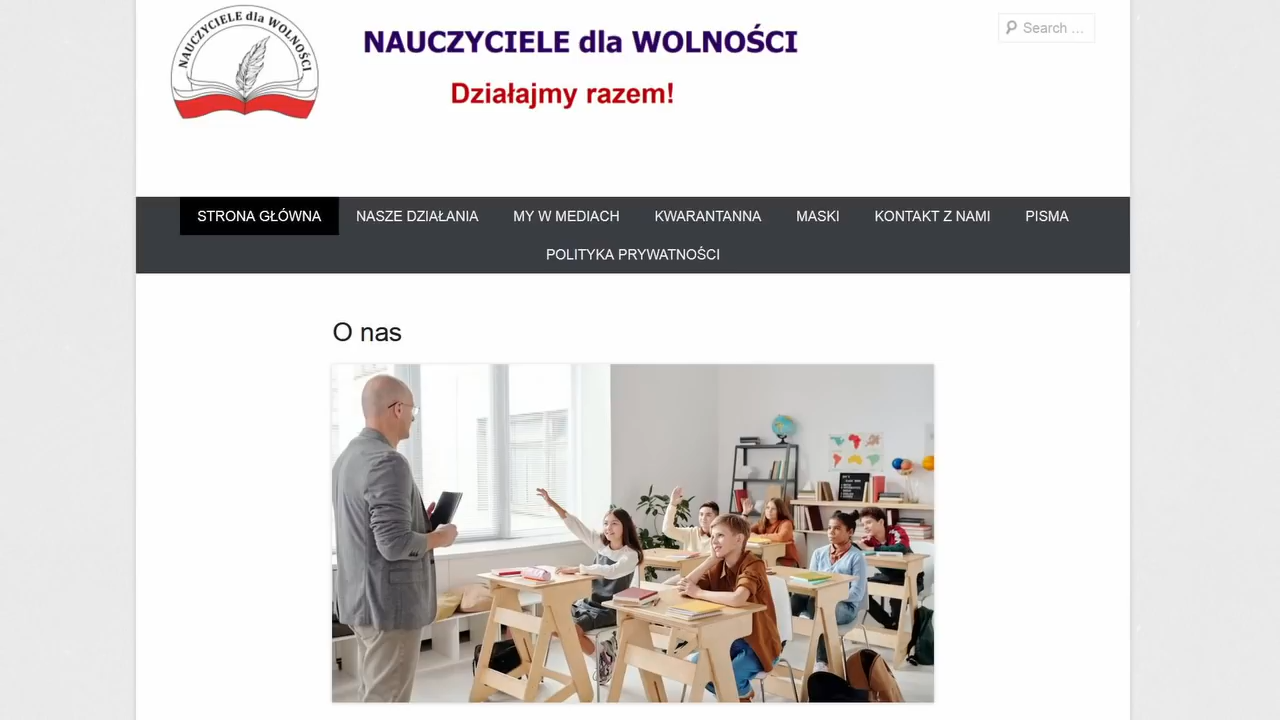 NAUCZYCIELE dla WOLNOŚCI
NAUCZYCIELE dla WOLNOŚCI
Search ...
Działajmy razem!
STRONA GŁÓWNA NASZE DZIAŁANIA MY W MEDIACH KWARANTANNA MASKI KONTAKT Z NAMI PISMA
POLITYKA PRYWATNOŚCI
O nas